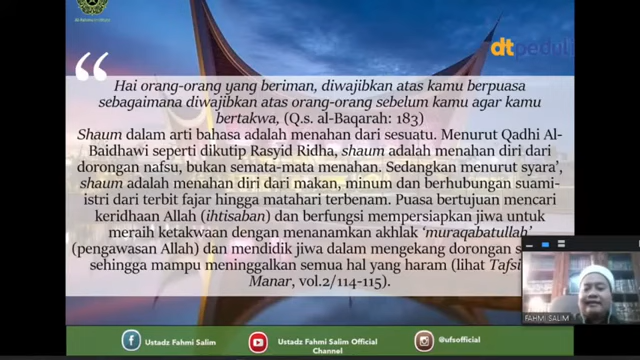 dtpeduli
Hai orang-orang yang beriman, diwajibkan atas kamu berpuasa
sebagaimana diwajibkan atas orang-orang sebelum kamu agar kamu
bertakwa, (Q.s. al-Baqarah: 183)
Shaum dalam arti bahasa adalah menahan dari sesuatu. Menurut Qadhi Al-
Baidhawi seperti dikutip Rasyid Ridha, shaum adalah menahan diri dari
dorongan nafsu, bukan semata-mata menahan. Sedangkan menurut syara',
shaum adalah menahan diri dari makan, minum dan berhubungan suami-
istri dari terbit fajar hingga matahari terbenam. Puasa bertujuan mencari
keridhaan Allah (ihtisaban) dan berfungsi mempersiapkan jiwa untuk
meraih ketakwaan dengan menanamkan akhlak 'muraqabatullah'
(pengawasan Allah) dan mendidik jiwa dalam mengekang dorongan
sehingga mampu meninggalkan semua hal yang haram (lihat
Manar, vol.2/114-115).
FAHMI SALIM
Ustadz Fahmi Salim
Ustadz Fahmi Salim Official
Channel
@ufsofficial